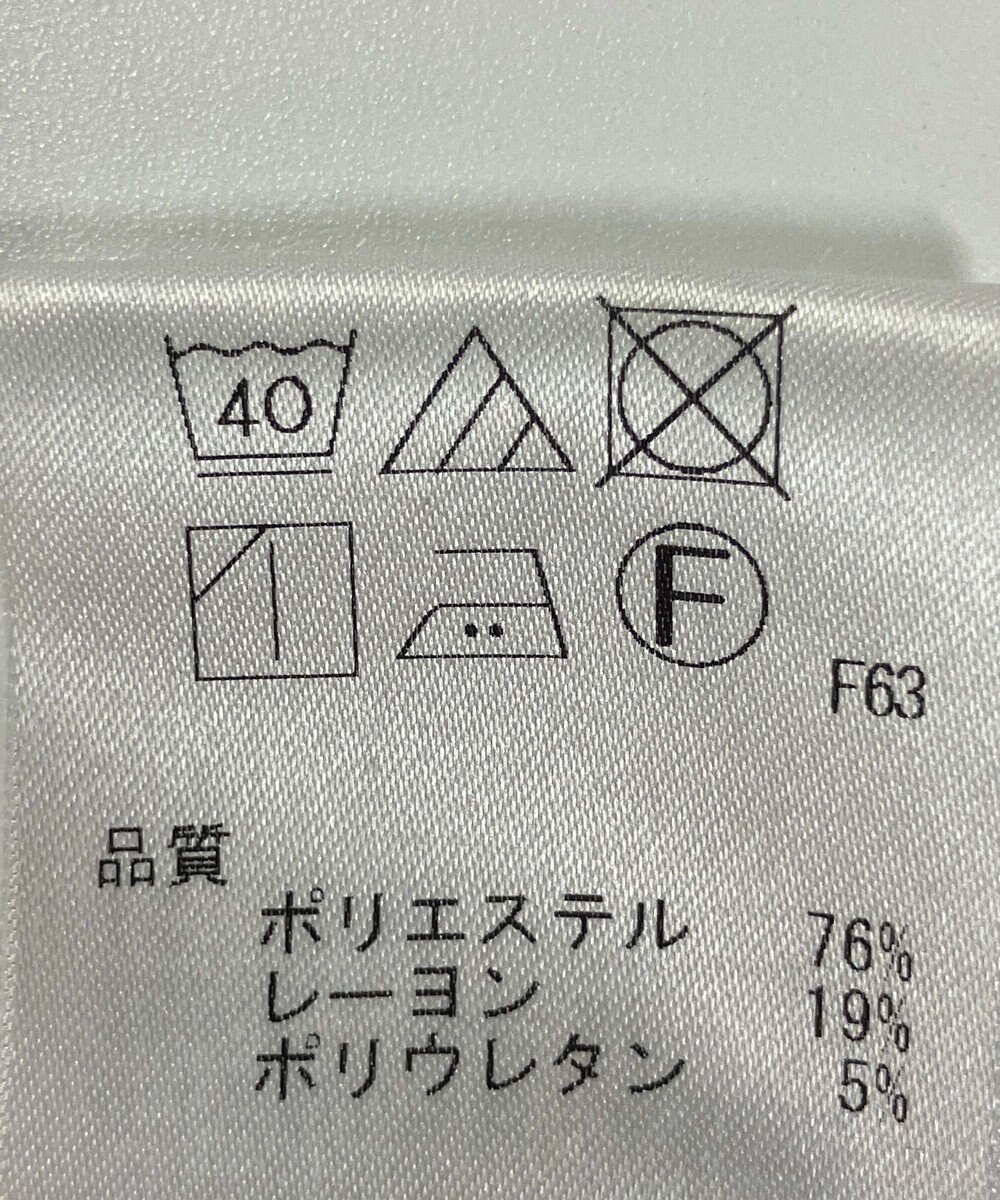 40
F
F63
品質
ポリエステル 76%
レーヨン 19%
ポリウレタン 5%